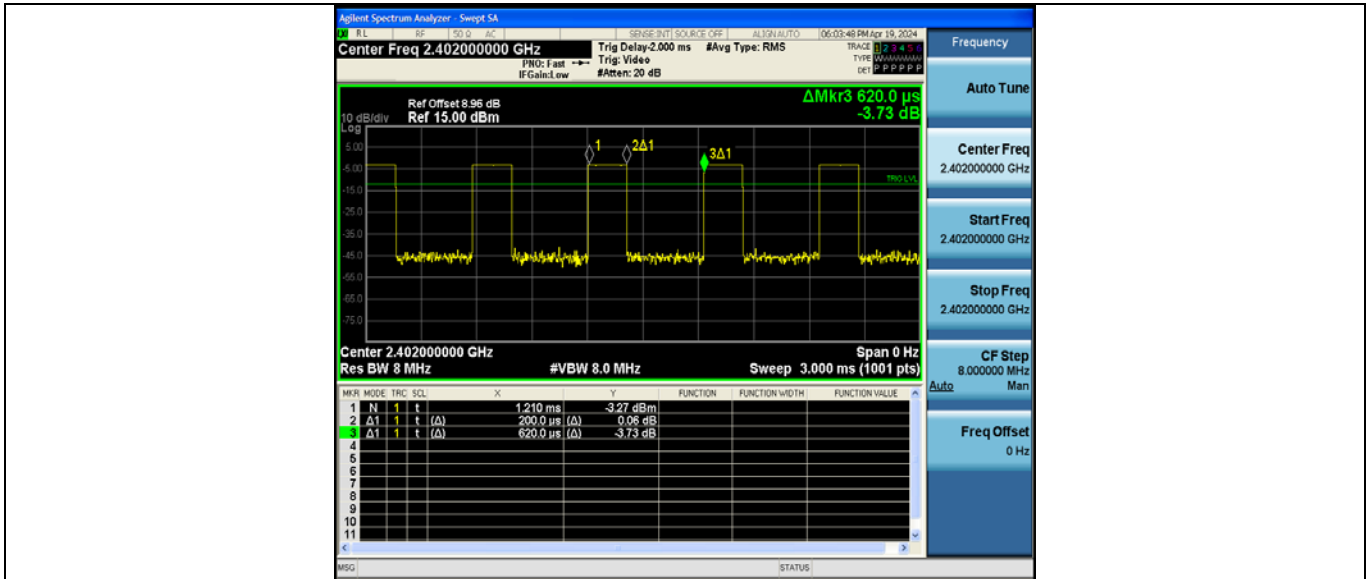 Agilent Spectrum Analyzer - Swept SA
RL RF 50 Ω AC SENSE:INT SOURCE OFF ALIGN AUTO 06:03:48 PM Apr 19, 2024
Center Freq 2.402000000 GHz
PNO: Fast
IFGain:Low
Trig Delay-2.000 ms #Avg Type: RMS
Trig: Video
#Atten: 20 dB
TRACE 1 2 3 4 5 6
TYPE WWWWWW
DET P P P P P P
Frequency
Auto Tune
Center Freq
2.402000000 GHz
Start Freq
2.402000000 GHz
Stop Freq
2.402000000 GHz
CF Step
8.000000 MHz
Auto Man
Freq Offset
0 Hz
ΔMkr3 620.0 µs
-3.73 dB
Ref Offset 8.96 dB
10 dB/div Ref 15.00 dBm
Log
5.00
-5.00
-15.0
-25.0
-35.0
-45.0
-55.0
-65.0
-75.0
1 2Δ1 3Δ1
TRIG LVL
Center 2.402000000 GHz Span 0 Hz
Res BW 8 MHz #VBW 8.0 MHz Sweep 3.000 ms (1001 pts)
MKR MODE TRC SCL X Y FUNCTION FUNCTION WIDTH FUNCTION VALUE
1 N 1 t 1.210 ms -3.27 dBm
2 Δ1 1 t (Δ) 200.0 µs (Δ) 0.06 dB
3 Δ1 1 t (Δ) 620.0 µs (Δ) -3.73 dB
4
5
6
7
8
9
10
11
MSG STATUS